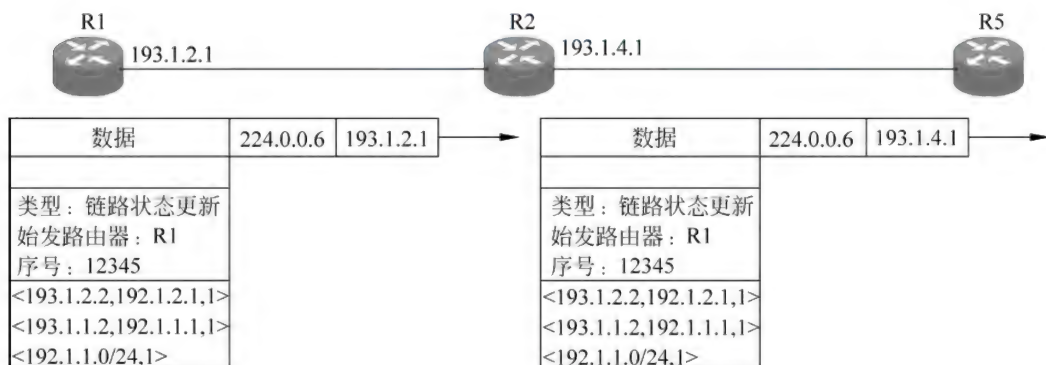 R1 R2 R5
193.1.2.1 193.1.4.1
数据 224.0.0.6 193.1.2.1
类型：链路状态更新
始发路由器：R1
序号：12345
<193.1.2.2,192.1.2.1,1>
<193.1.1.2,192.1.1.1,1>
<192.1.1.0/24,1>
数据 224.0.0.6 193.1.4.1
类型：链路状态更新
始发路由器：R1
序号：12345
<193.1.2.2,192.1.2.1,1>
<193.1.1.2,192.1.1.1,1>
<192.1.1.0/24,1>